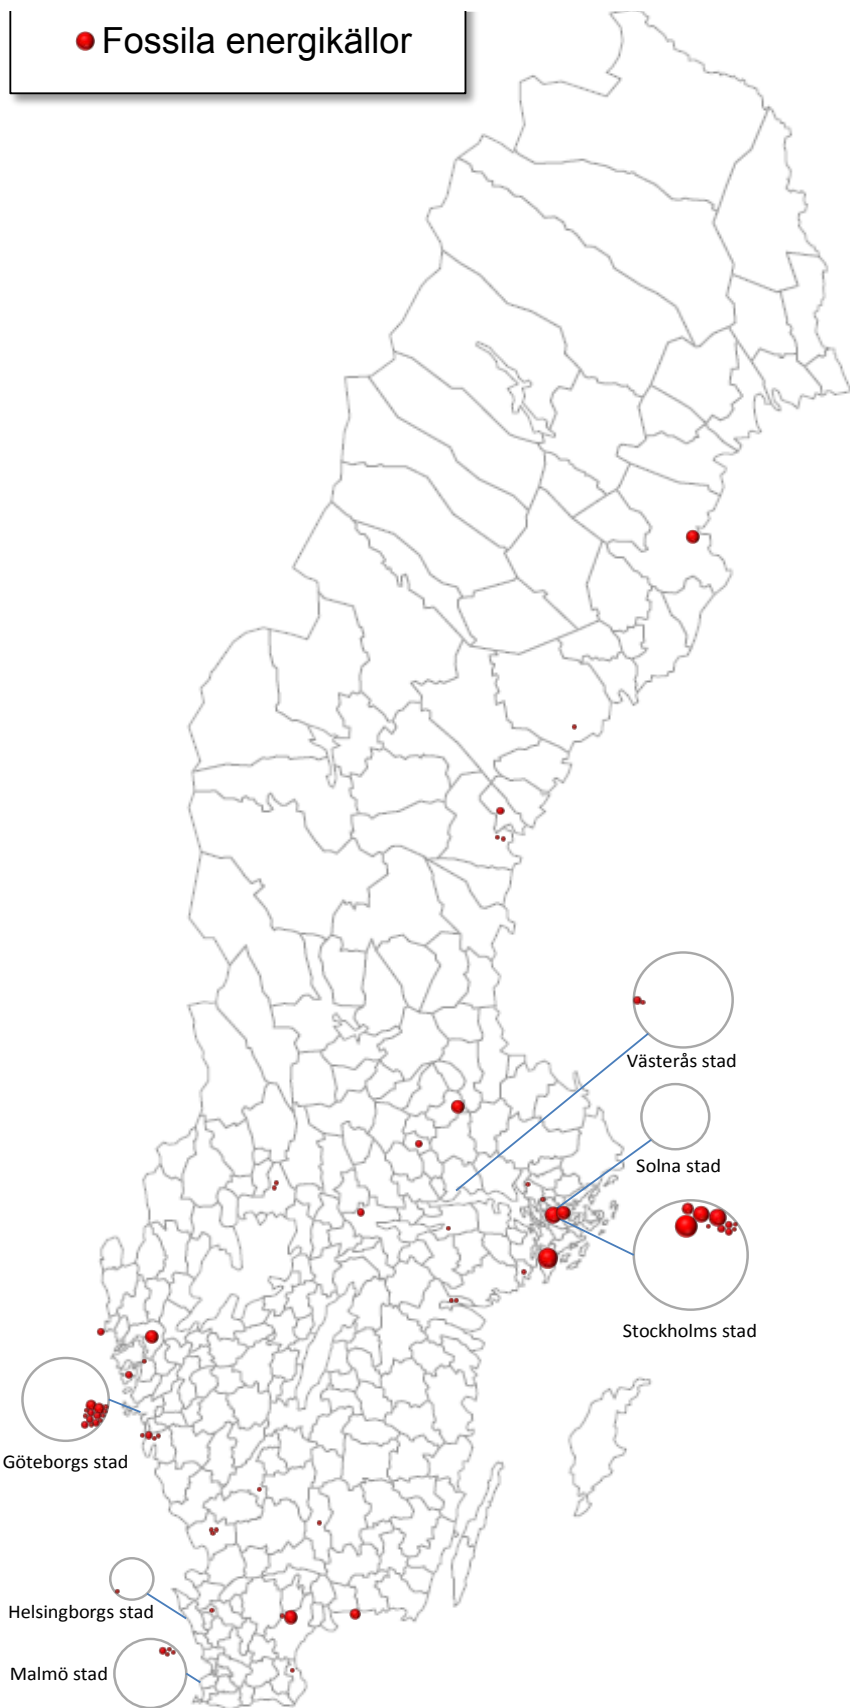 Fossila energikällor
Västerås stad
Solna stad
Stockholms stad
Göteborgs stad
Helsingborgs stad
Malmö stad